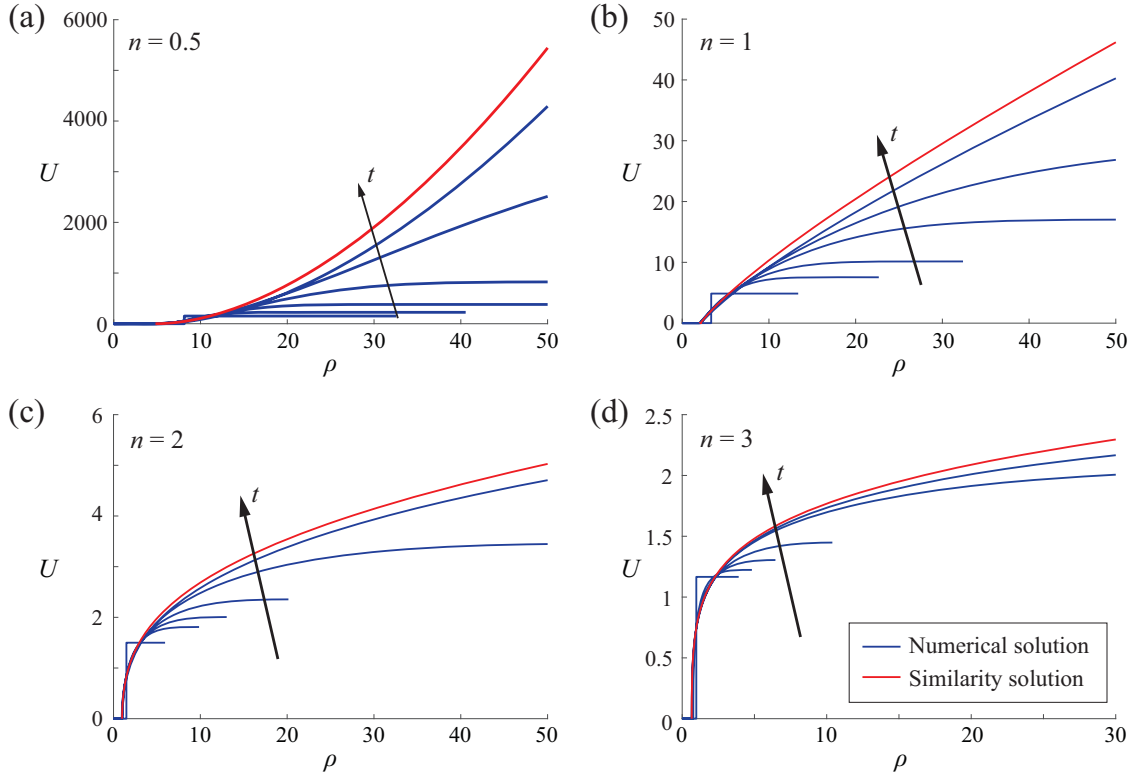 (a)
n = 0.5
U
6000
4000
2000
0
t
0 10 20 30 40 50
ρ
(b)
n = 1
U
50
40
30
20
10
0
t
0 10 20 30 40 50
ρ
(c)
n = 2
U
6
4
2
0
t
0 10 20 30 40 50
ρ
(d)
n = 3
U
2.5
2
1.5
1
0.5
0
t
Numerical solution
Similarity solution
0 10 20 30
ρ